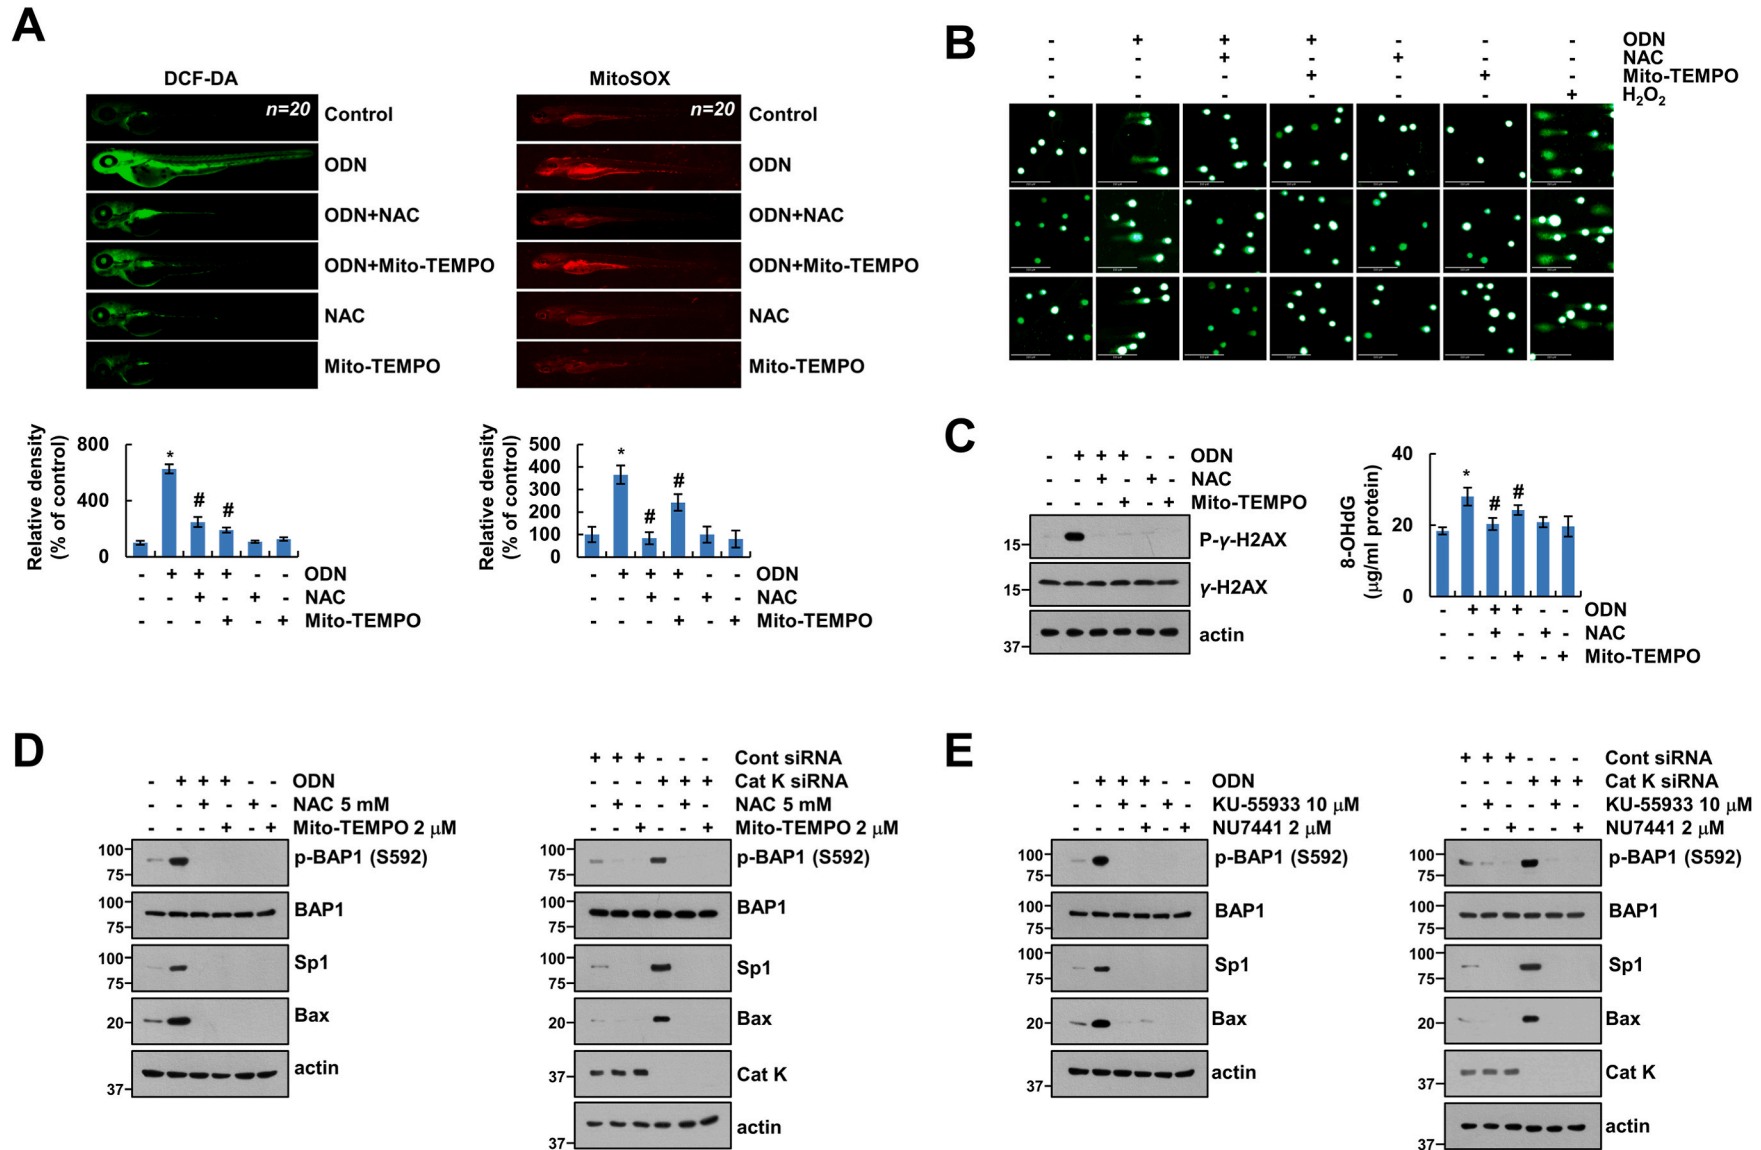 A
DCF-DA
n=20
Control
ODN
ODN+NAC
ODN+Mito-TEMPO
NAC
Mito-TEMPO
MitoSOX
n=20
Control
ODN
ODN+NAC
ODN+Mito-TEMPO
NAC
Mito-TEMPO
Relative density
(% of control)
800
400
0
*
#
#
- + + + - - ODN
- - + - + - NAC
- - - + - + Mito-TEMPO
Relative density
(% of control)
500
400
300
200
100
0
*
#
#
- + + + - - ODN
- - + - + - NAC
- - - + - + Mito-TEMPO
B
- + + + - - - ODN
- - + - + - - NAC
- - - + - + - Mito-TEMPO
- - - - - - + H₂O₂
C
- + + + - - ODN
- - + - + - NAC
- - - + - + Mito-TEMPO
15 P-γ-H2AX
15 γ-H2AX
37 actin
8-OHdG
(µg/ml protein)
40
20
0
*
#
#
- + + + - - ODN
- - + - + - NAC
- - - + - + Mito-TEMPO
D
- + + + - - ODN
- - + - + - NAC 5 mM
- - - + - + Mito-TEMPO 2 µM
100
75
p-BAP1 (S592)
100
75
BAP1
100
75
Sp1
20 Bax
37 actin
+ + + - - - Cont siRNA
- - - + + + Cat K siRNA
- + - - + - NAC 5 mM
- - + - - + Mito-TEMPO 2 µM
100
75
p-BAP1 (S592)
100
75
BAP1
100
75
Sp1
20 Bax
37 Cat K
37 actin
E
- + + + - - ODN
- - + - + - KU-55933 10 µM
- - - + - + NU7441 2 µM
100
75
p-BAP1 (S592)
100
75
BAP1
100
75
Sp1
20 Bax
37 actin
+ + + - - - Cont siRNA
- - - + + + Cat K siRNA
- + - - + - KU-55933 10 µM
- - + - - + NU7441 2 µM
100
75
p-BAP1 (S592)
100
75
BAP1
100
75
Sp1
20 Bax
37 Cat K
37 actin